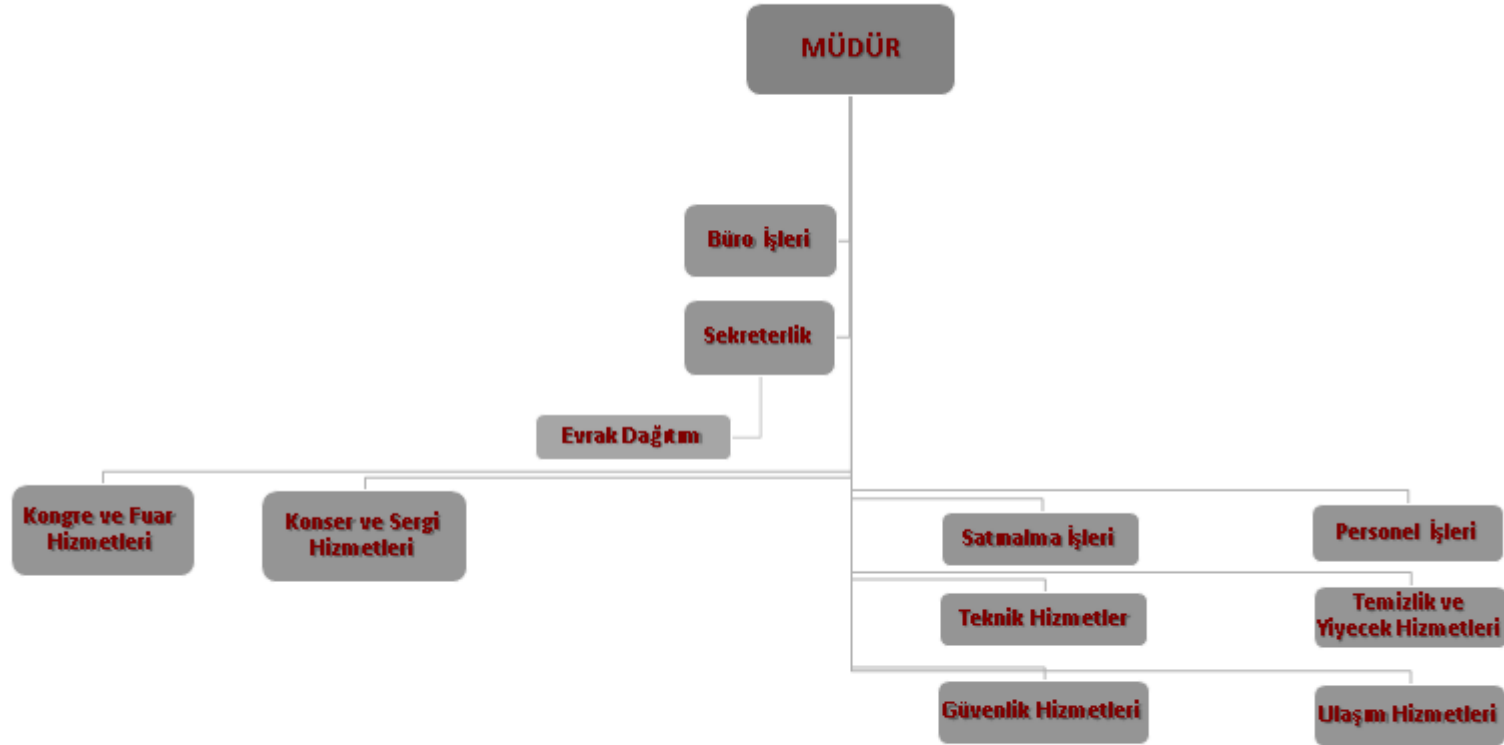 MÜDÜR
Büro İşleri
Sekreterlik
Evrak Dağıtım
Kongre ve Fuar
Hizmetleri
Konser ve Sergi
Hizmetleri
Satınalma İşleri
Personel İşleri
Teknik Hizmetler
Temizlik ve
Yiyecek Hizmetleri
Güvenlik Hizmetleri
Ulaşım Hizmetleri